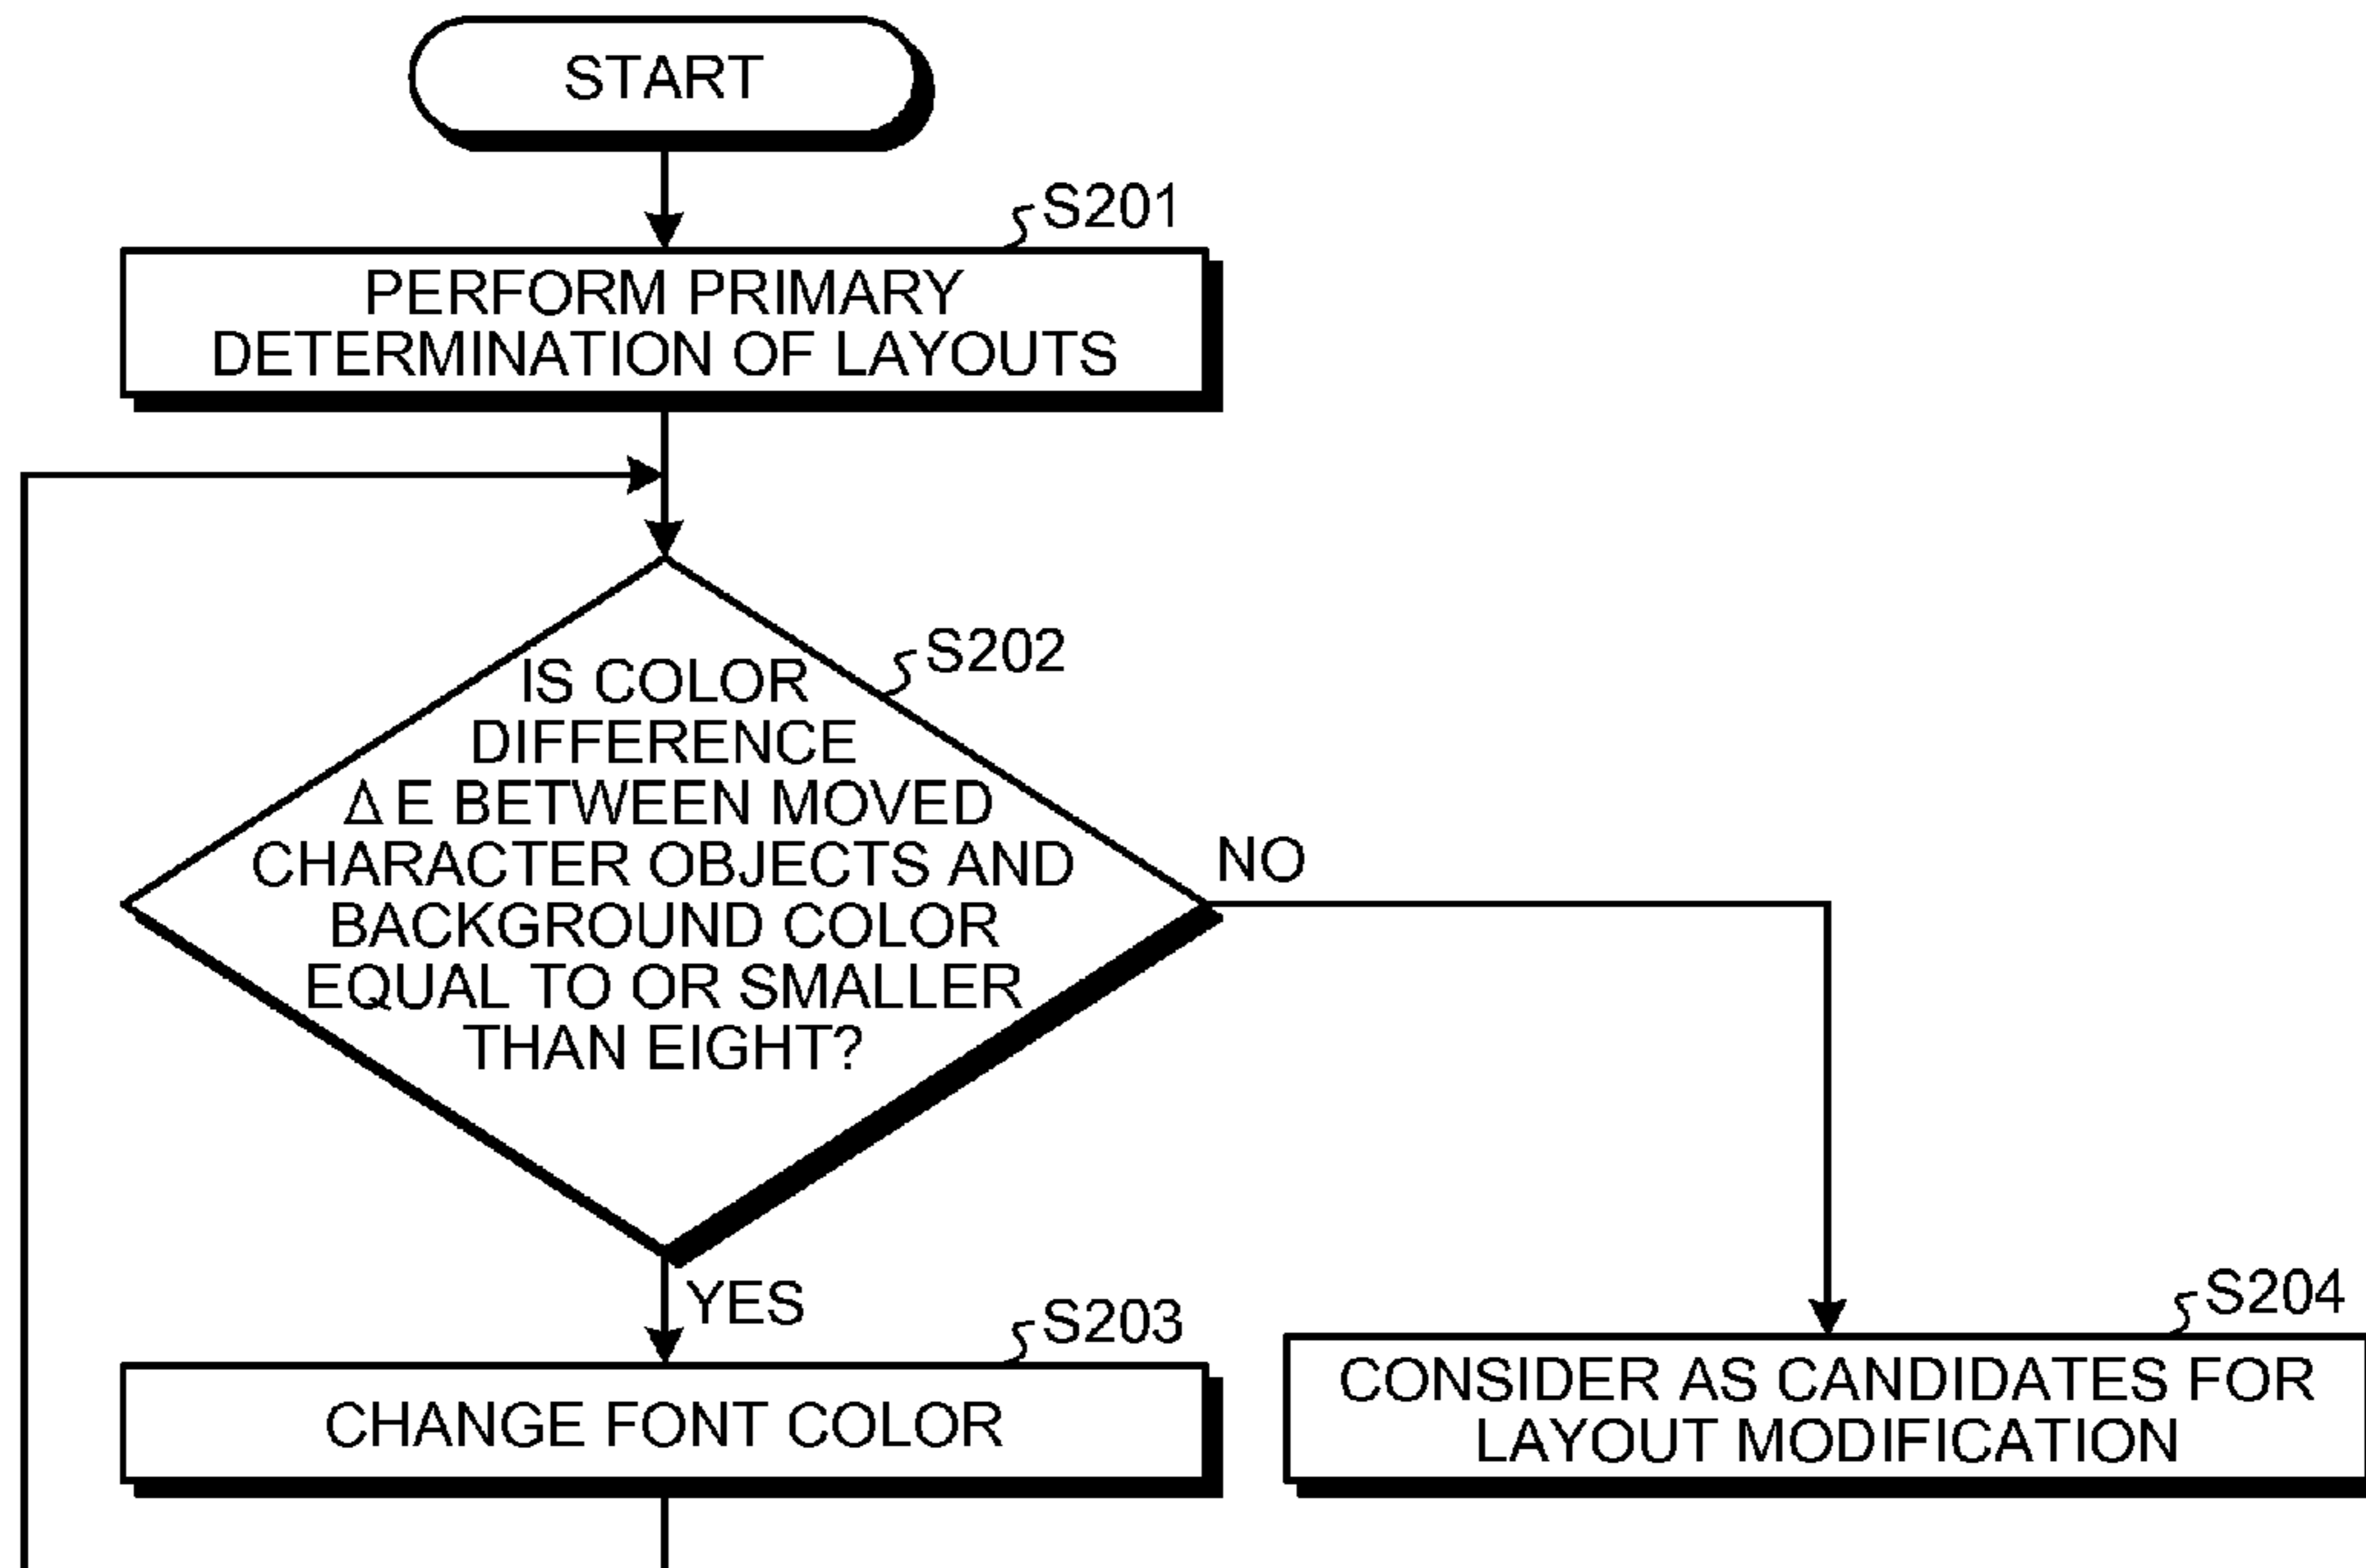 START
S201
PERFORM PRIMARY
DETERMINATION OF LAYOUTS
S202
IS COLOR
DIFFERENCE
ΔE BETWEEN MOVED
CHARACTER OBJECTS AND
BACKGROUND COLOR
EQUAL TO OR SMALLER
THAN EIGHT?
NO
YES
S203
CHANGE FONT COLOR
S204
CONSIDER AS CANDIDATES FOR
LAYOUT MODIFICATION